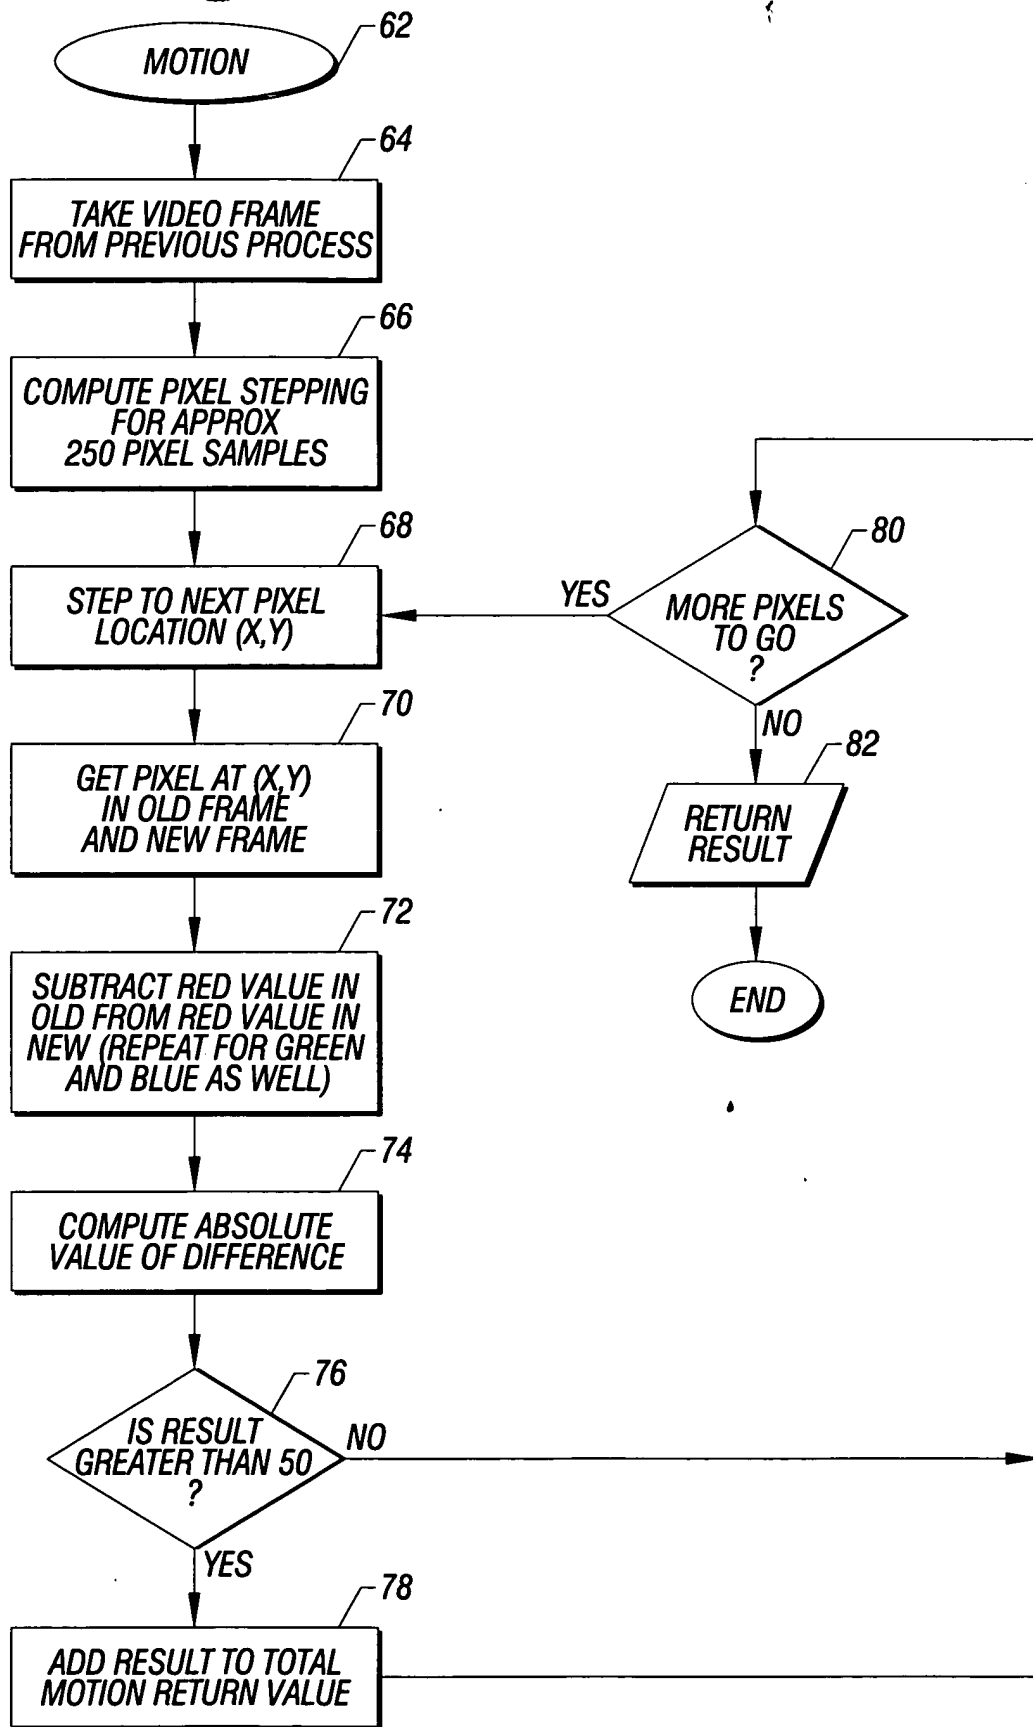 62
MOTION
64
TAKE VIDEO FRAME
FROM PREVIOUS PROCESS
66
COMPUTE PIXEL STEPPING
FOR APPROX
250 PIXEL SAMPLES
68
STEP TO NEXT PIXEL
LOCATION (X,Y)
70
GET PIXEL AT (X,Y)
IN OLD FRAME
AND NEW FRAME
72
SUBTRACT RED VALUE IN
OLD FROM RED VALUE IN
NEW (REPEAT FOR GREEN
AND BLUE AS WELL)
74
COMPUTE ABSOLUTE
VALUE OF DIFFERENCE
76
IS RESULT
GREATER THAN 50
?
NO
YES
78
ADD RESULT TO TOTAL
MOTION RETURN VALUE
80
YES
MORE PIXELS
TO GO
?
NO
82
RETURN
RESULT
END